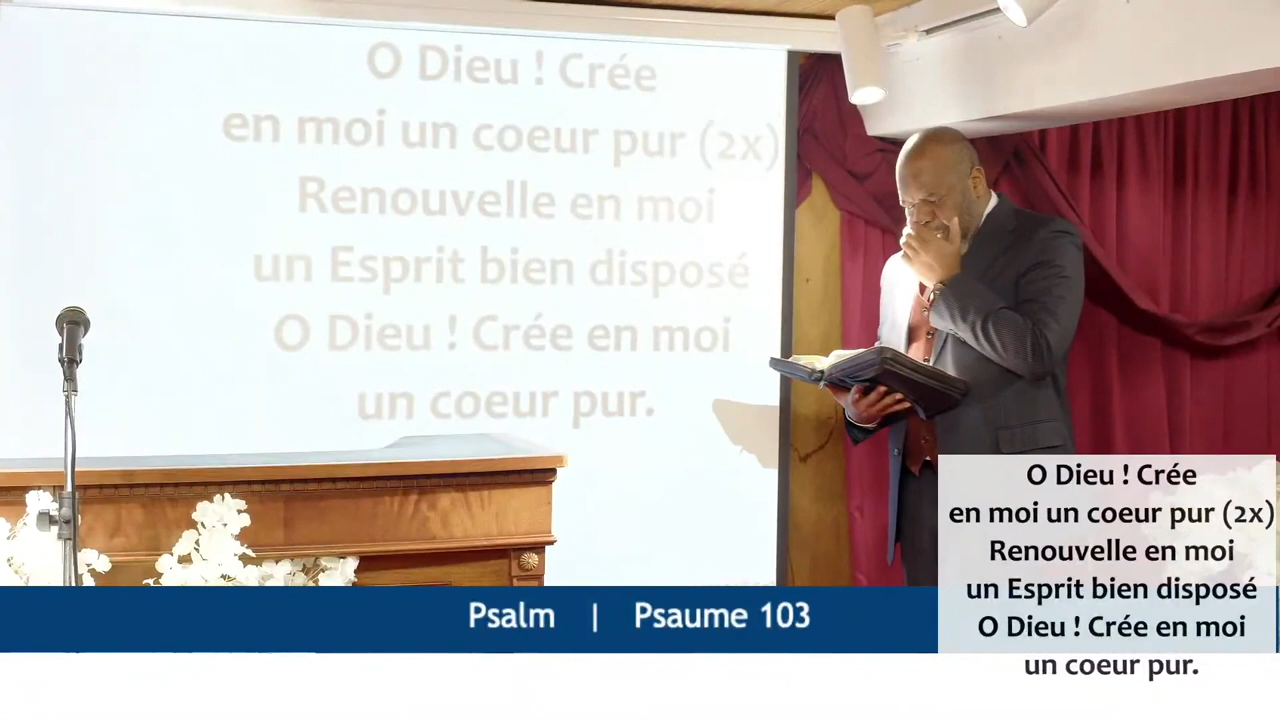 O Dieu ! Crée
en moi un coeur pur (2x)
Renouvelle en moi
un Esprit bien disposé
O Dieu ! Crée en moi
un coeur pur.
Psalm | Psaume 103
O Dieu ! Crée
en moi un coeur pur (2x)
Renouvelle en moi
un Esprit bien disposé
O Dieu ! Crée en moi
un coeur pur.